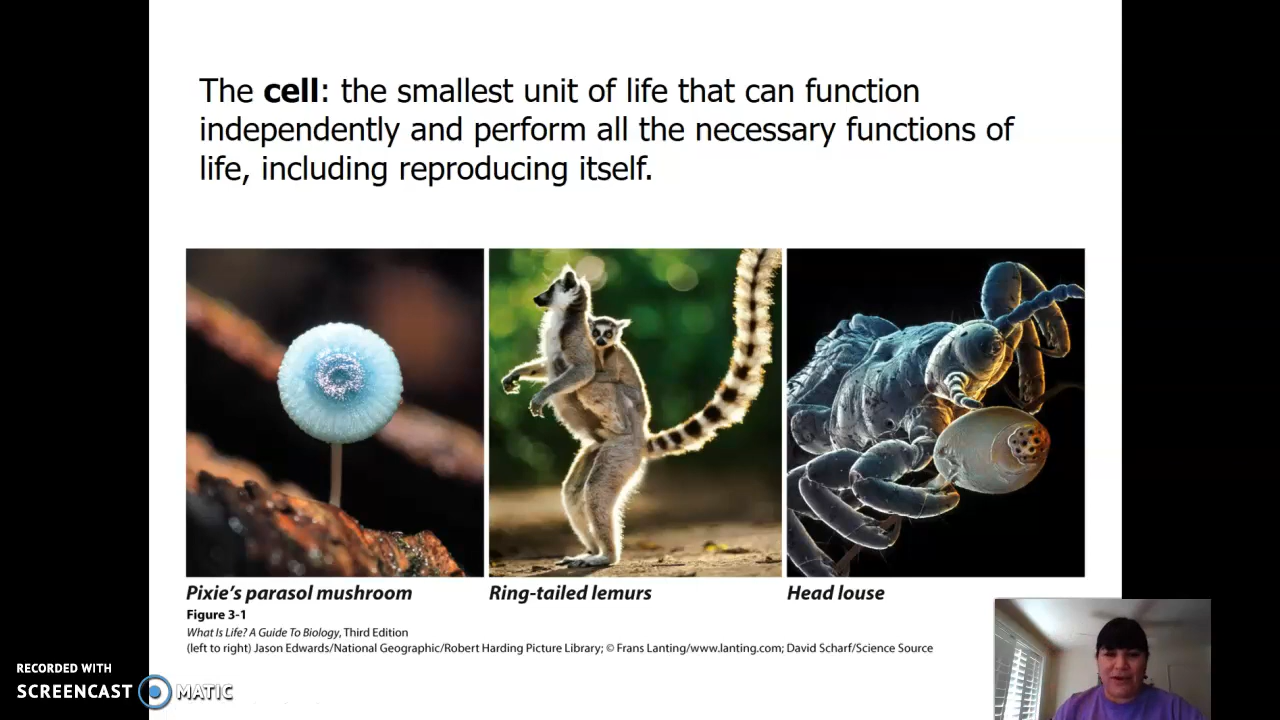 The cell: the smallest unit of life that can function
independently and perform all the necessary functions of
life, including reproducing itself.
Pixie's parasol mushroom
Ring-tailed lemurs
Head louse
Figure 3-1
What Is Life? A Guide To Biology, Third Edition
(left to right) Jason Edwards/National Geographic/Robert Harding Picture Library; © Frans Lanting/www.lanting.com; David Scharf/Science Source
RECORDED WITH
SCREENCAST MATIC